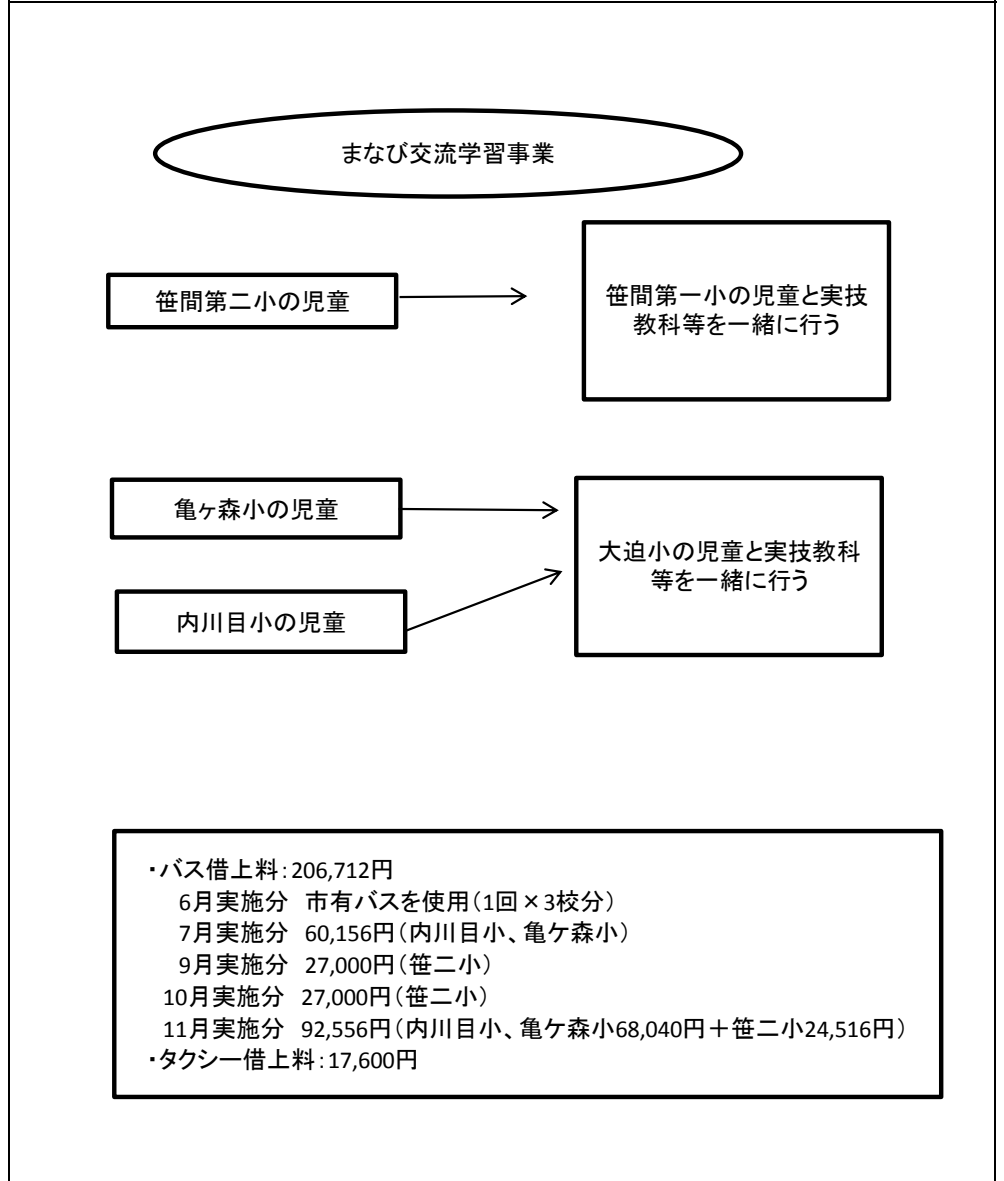 まなび交流学習事業
笹間第二小の児童
笹間第一小の児童と実技
教科等を一緒に行う
亀ヶ森小の児童
内川目小の児童
大迫小の児童と実技教科
等を一緒に行う
・バス借上料：206,712円
6月実施分　市有バスを使用（1回×3校分）
7月実施分　60,156円（内川目小、亀ケ森小）
9月実施分　27,000円（笹二小）
10月実施分　27,000円（笹二小）
11月実施分　92,556円（内川目小、亀ケ森小68,040円＋笹二小24,516円）
・タクシー借上料：17,600円